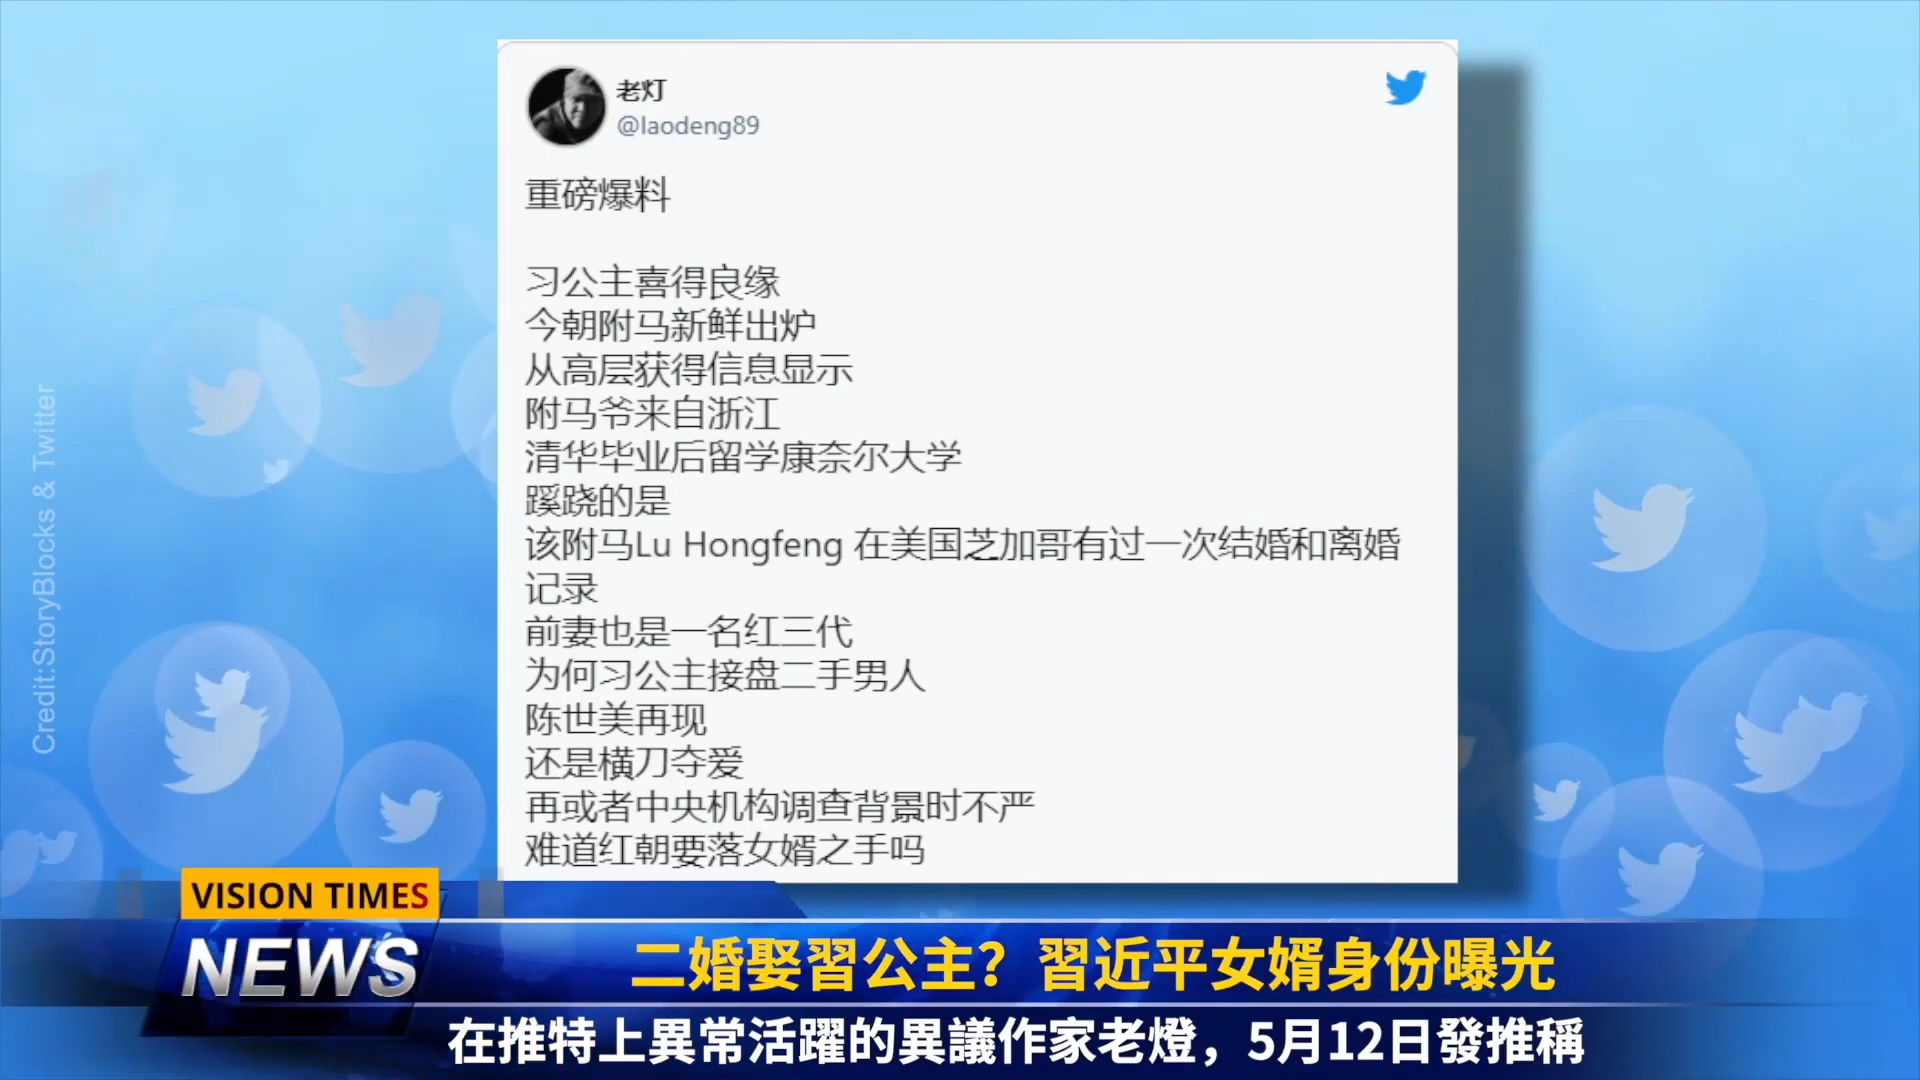 老灯
@laodeng89
重磅爆料
习公主喜得良缘
今朝附马新鲜出炉
从高层获得信息显示
附马爷来自浙江
清华毕业后留学康奈尔大学
蹊跷的是
该附马Lu Hongfeng 在美国芝加哥有过一次结婚和离婚
记录
前妻也是一名红三代
为何习公主接盘二手男人
陈世美再现
还是横刀夺爱
再或者中央机构调查背景时不严
难道红朝要落女婿之手吗
Credit:StoryBlocks & Twitter
VISION TIMES
NEWS
二婚娶習公主？習近平女婿身份曝光
在推特上異常活躍的異議作家老燈，5月12日發推稱